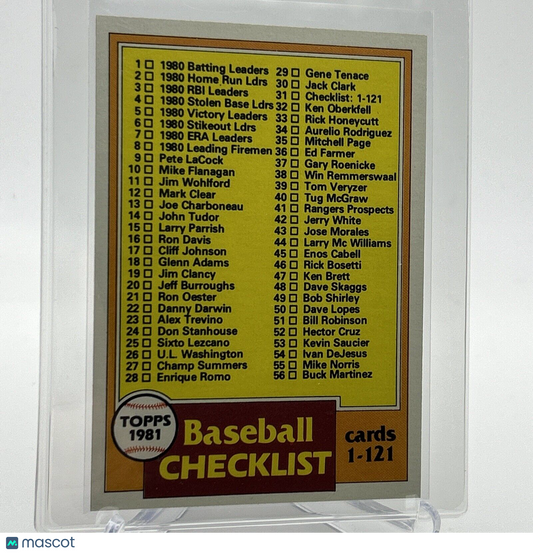 1 1980 Batting Leaders
2 1980 Home Run Ldrs
3 1980 RBI Leaders
4 1980 Stolen Base Ldrs
5 1980 Victory Leaders
6 1980 Stikeout Ldrs
7 1980 ERA Leaders
8 1980 Leading Firemen
9 Pete LaCock
10 Mike Flanagan
11 Jim Wohlford
12 Mark Clear
13 Joe Charboneau
14 John Tudor
15 Larry Parrish
16 Ron Davis
17 Cliff Johnson
18 Glenn Adams
19 Jim Clancy
20 Jeff Burroughs
21 Ron Oester
22 Danny Darwin
23 Alex Trevino
24 Don Stanhouse
25 Sixto Lezcano
26 U.L. Washington
27 Champ Summers
28 Enrique Romo
29 Gene Tenace
30 Jack Clark
31 Checklist: 1-121
32 Ken Oberkfell
33 Rick Honeycutt
34 Aurelio Rodriguez
35 Mitchell Page
36 Ed Farmer
37 Gary Roenicke
38 Win Remmerswaal
39 Tom Veryzer
40 Tug McGraw
41 Rangers Prospects
42 Jerry White
43 Jose Morales
44 Larry Mc Williams
45 Enos Cabell
46 Rick Bosetti
47 Ken Brett
48 Dave Skaggs
49 Bob Shirley
50 Dave Lopes
51 Bill Robinson
52 Hector Cruz
53 Kevin Saucier
54 Ivan DeJesus
55 Mike Norris
56 Buck Martinez
TOPPS
1981
Baseball
CHECKLIST
cards
1-121
mascot